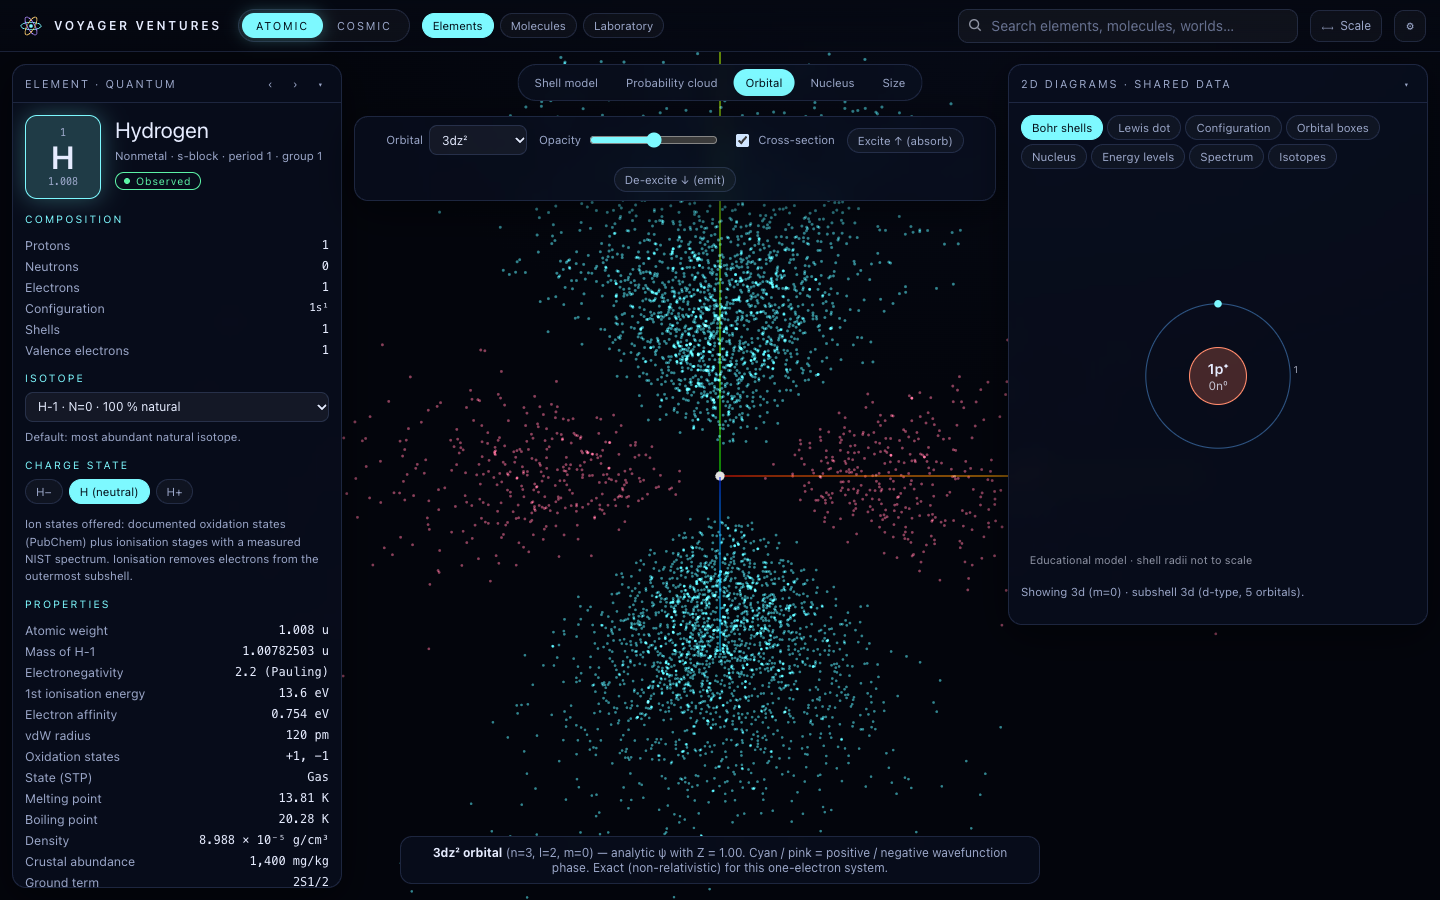 VOYAGER VENTURES
ATOMIC COSMIC
Elements Molecules Laboratory
Search elements, molecules, worlds...
Scale
ELEMENT · QUANTUM
1
H
1.008
Hydrogen
Nonmetal · s-block · period 1 · group 1
Observed
COMPOSITION
Protons 1
Neutrons 0
Electrons 1
Configuration 1s¹
Shells 1
Valence electrons 1
ISOTOPE
H-1 · N=0 · 100 % natural
Default: most abundant natural isotope.
CHARGE STATE
H− H (neutral) H+
Ion states offered: documented oxidation states
(PubChem) plus ionisation stages with a measured
NIST spectrum. Ionisation removes electrons from the
outermost subshell.
PROPERTIES
Atomic weight 1.008 u
Mass of H-1 1.00782503 u
Electronegativity 2.2 (Pauling)
1st ionisation energy 13.6 eV
Electron affinity 0.754 eV
vdW radius 120 pm
Oxidation states +1, −1
State (STP) Gas
Melting point 13.81 K
Boiling point 20.28 K
Density 8.988 × 10⁻⁵ g/cm³
Crustal abundance 1,400 mg/kg
Ground term 2S1/2
Shell model Probability cloud Orbital Nucleus Size
Orbital 3dz² Opacity Cross-section Excite ↑ (absorb)
De-excite ↓ (emit)
3dz² orbital (n=3, l=2, m=0) — analytic ψ with Z = 1.00. Cyan / pink = positive / negative wavefunction
phase. Exact (non-relativistic) for this one-electron system.
2D DIAGRAMS · SHARED DATA
Bohr shells Lewis dot Configuration Orbital boxes
Nucleus Energy levels Spectrum Isotopes
1p⁺
0n⁰
1
Educational model · shell radii not to scale
Showing 3d (m=0) · subshell 3d (d-type, 5 orbitals).